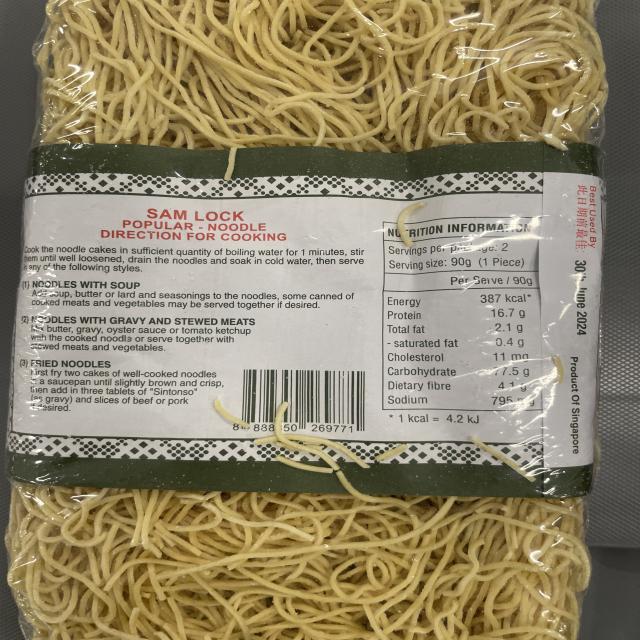 SAM LOCK
POPULAR - NOODLE
DIRECTION FOR COOKING
Cook the noodle cakes in sufficient quantity of boiling water for 1 minutes, stir
them until well loosened, drain the noodles and soak in cold water, then serve
any of the following styles.
(1) NOODLES WITH SOUP
soup, butter or lard and seasonings to the noodles, some canned of
cooked meats and vegetables may be served together if desired.
(2) NOODLES WITH GRAVY AND STEWED MEATS
butter, gravy, oyster sauce or tomato ketchup
with the cooked noodls or serve together with
stewed meats and vegetables.
(3) FRIED NOODLES
fry two cakes of well-cooked noodles
a saucepan until slightly brown and crisp,
then add in three tablets of "Sintonso"
(as gravy) and slices of beef or pork
desired.
269771
NUTRITION INFORMATION
Servings per 2
Serving size: 90g (1 Piece)
Per Serve / 90g
Energy 387 kcal*
Protein 16.7 g
Total fat 2.1 g
- saturated fat 0.4 g
Cholesterol 11 mg
Carbohydrate 77.5 g
Dietary fibre 4.1 g
Sodium 795
* 1 kcal = 4.2 kJ
Best Used By
此日期前最佳
30 June 2024
Product Of Singapore